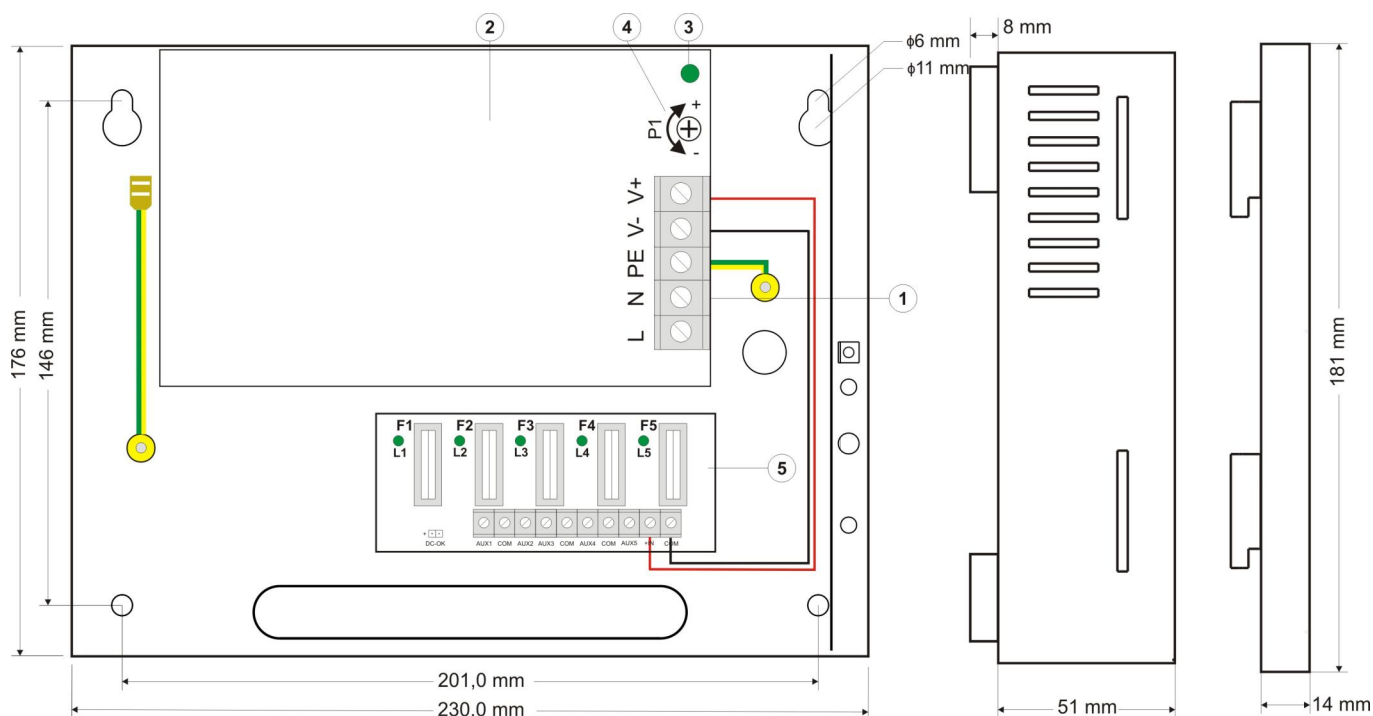 2
4
3
8 mm
ϕ6 mm
ϕ11 mm
+
P1
-
V+
V-
PE
N
L
1
176 mm
146 mm
181 mm
F1 F2 F3 F4 F5
L1 L2 L3 L4 L5
5
+ -
DC-OK
AUX1 COM AUX2 AUX3 COM AUX4 COM AUX5 +IN COM
201,0 mm
230,0 mm
51 mm
14 mm